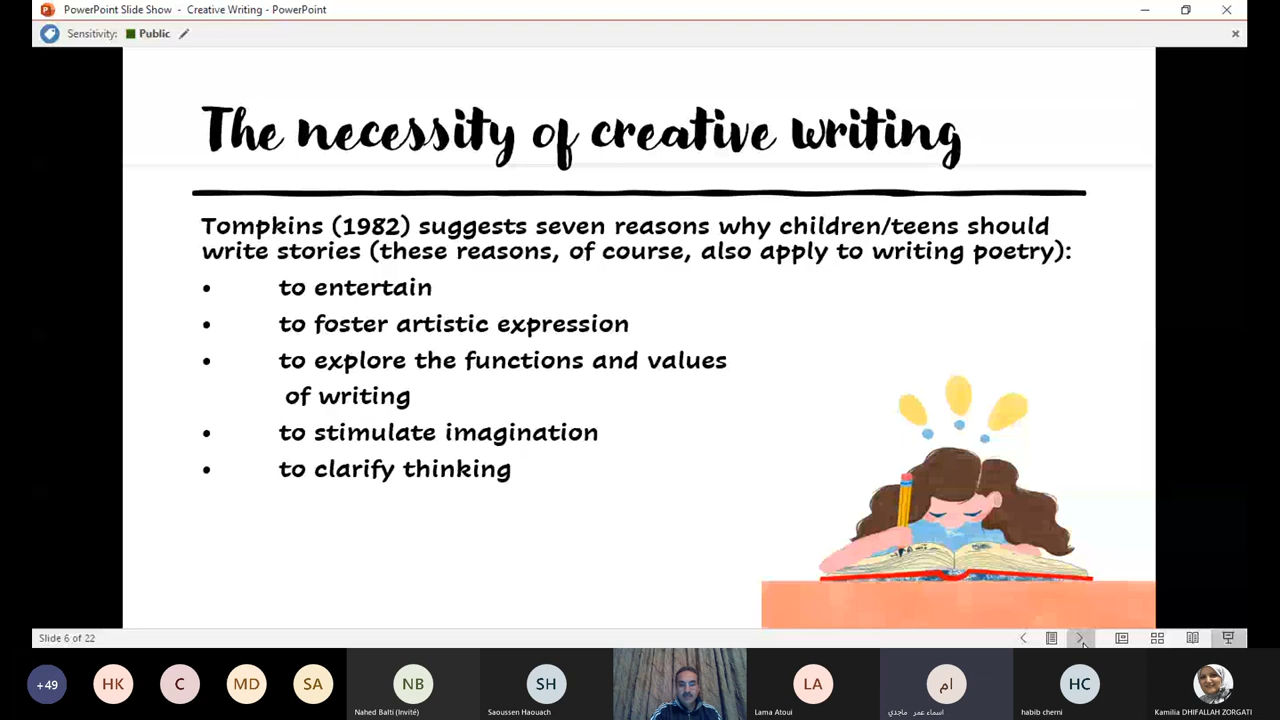 PowerPoint Slide Show - Creative Writing - PowerPoint
Sensitivity: Public
The necessity of creative writing
Tompkins (1982) suggests seven reasons why children/teens should
write stories (these reasons, of course, also apply to writing poetry):
• to entertain
• to foster artistic expression
• to explore the functions and values
of writing
• to stimulate imagination
• to clarify thinking
Slide 6 of 22
+49
HK
C
MD
SA
NB
SH
LA
ام
HC
Nahed Balti (Invité)
Saoussen Haouach
Lama Atoui
اسماء عمر . ماجدي
habib cherni
Kamilia DHIFALLAH ZORGATI